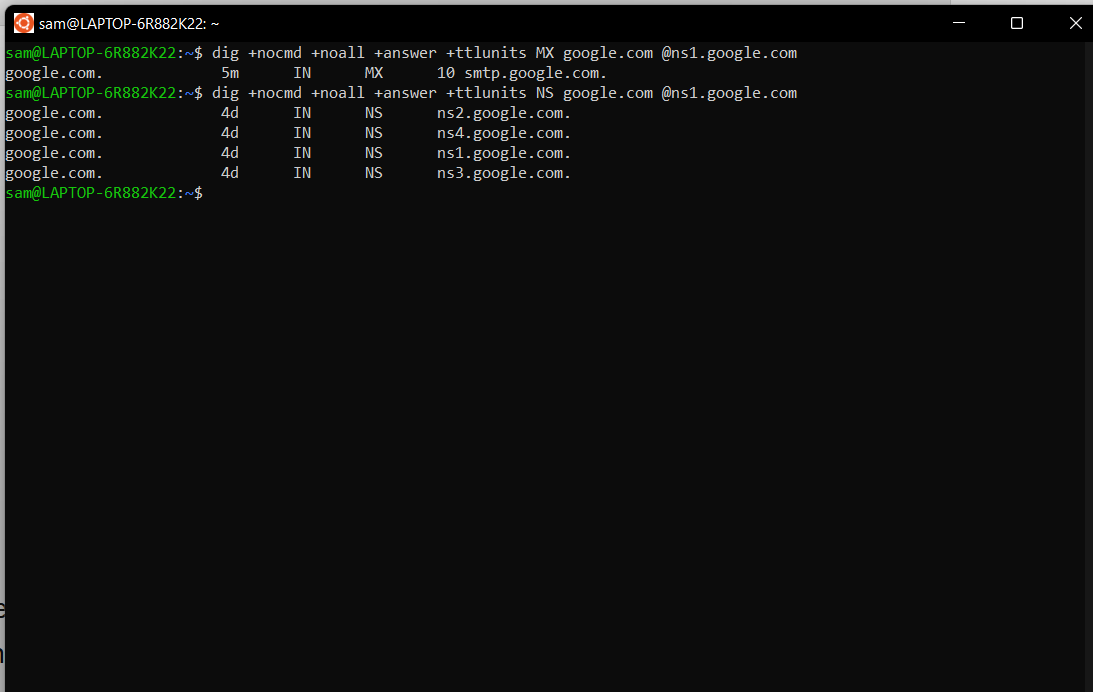 sam@LAPTOP-6R882K22: ~
sam@LAPTOP-6R882K22:~$ dig +nocmd +noall +answer +ttlunits MX google.com @ns1.google.com
google.com. 5m IN MX 10 smtp.google.com.
sam@LAPTOP-6R882K22:~$ dig +nocmd +noall +answer +ttlunits NS google.com @ns1.google.com
google.com. 4d IN NS ns2.google.com.
google.com. 4d IN NS ns4.google.com.
google.com. 4d IN NS ns1.google.com.
google.com. 4d IN NS ns3.google.com.
sam@LAPTOP-6R882K22:~$